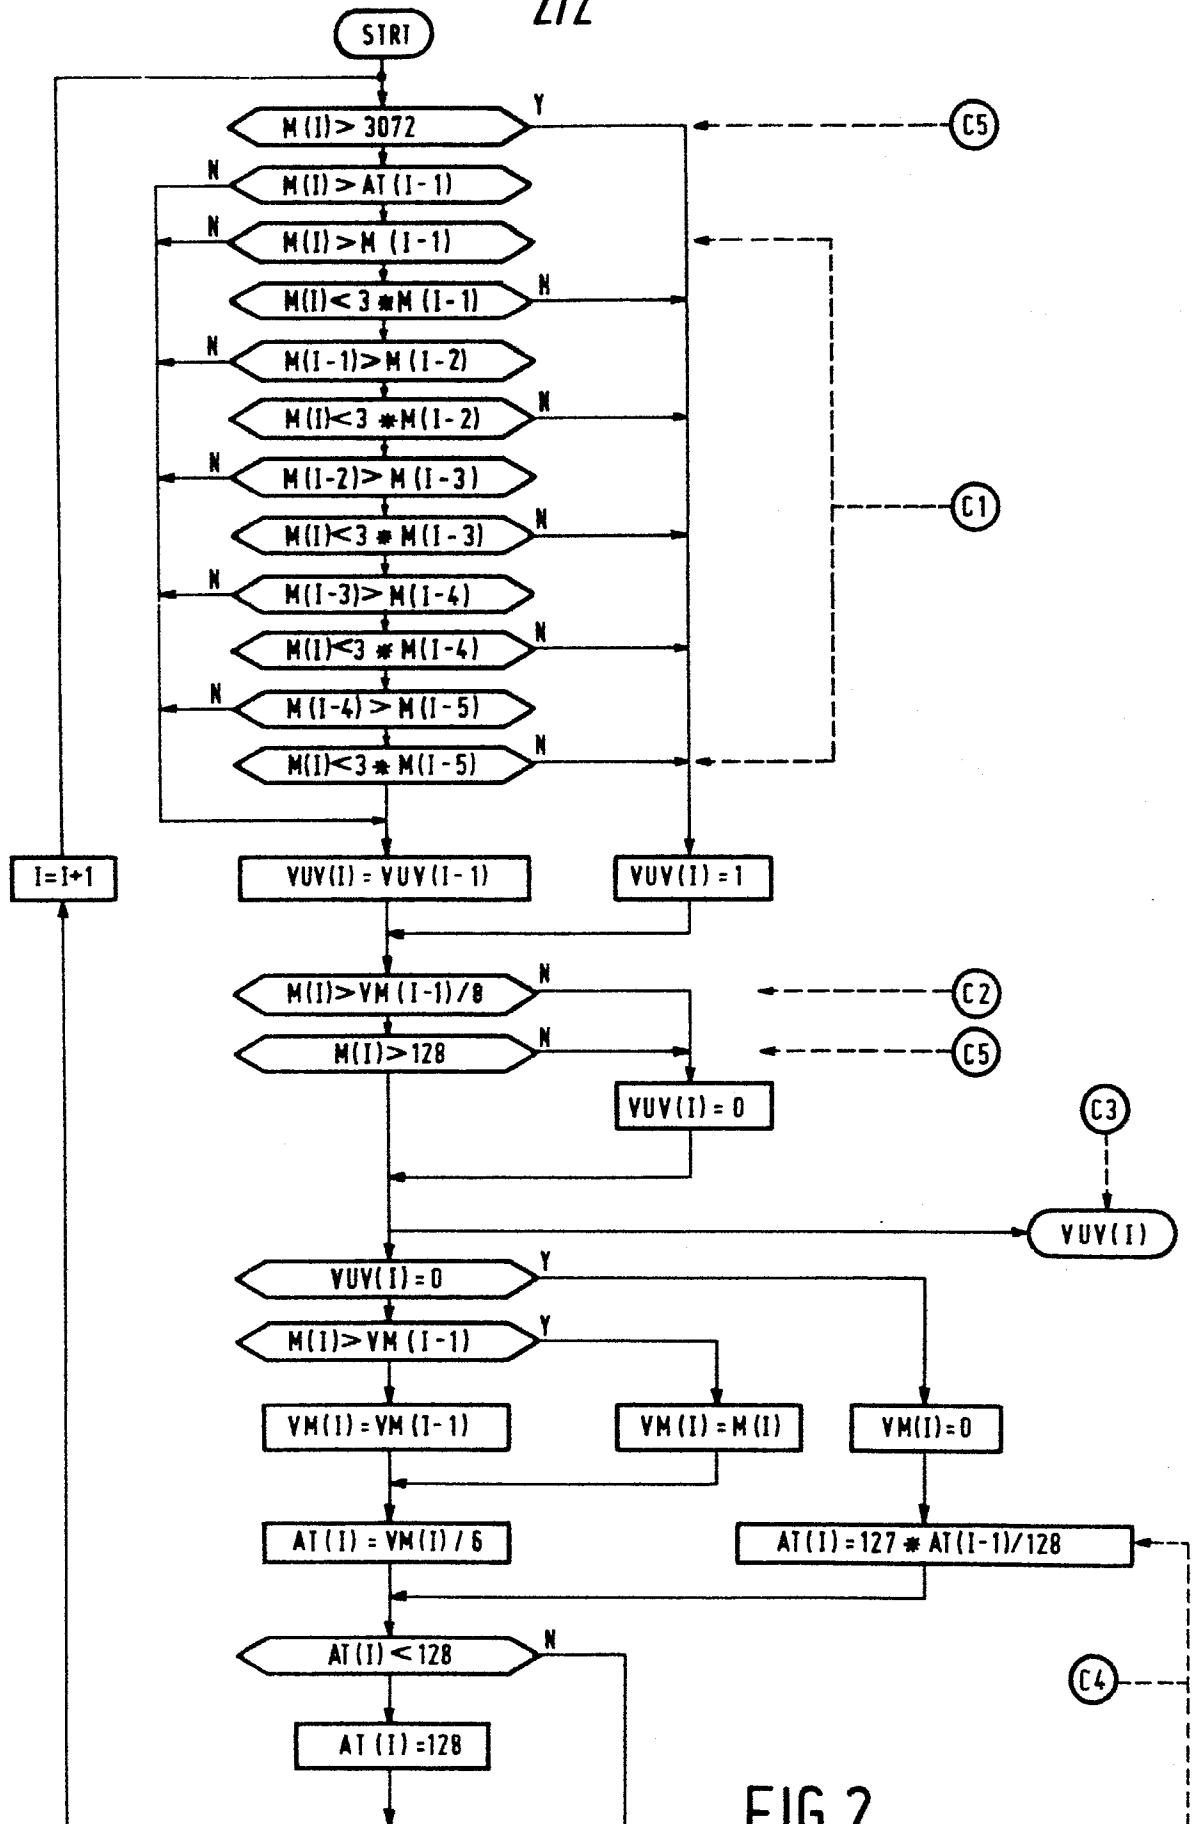 2/2
STRT
Y
M(I) > 3072
C5
N
M(I) > AT(I-1)
N
M(I) > M(I-1)
M(I) < 3 * M(I-1)
N
N
M(I-1) > M(I-2)
M(I) < 3 * M(I-2)
N
N
M(I-2) > M(I-3)
C1
M(I) < 3 * M(I-3)
N
N
M(I-3) > M(I-4)
M(I) < 3 * M(I-4)
N
N
M(I-4) > M(I-5)
M(I) < 3 * M(I-5)
N
I=I+1
VUV(I) = VUV(I-1)
VUV(I) = 1
M(I) > VM(I-1)/8
N
C2
M(I) > 128
N
C5
VUV(I) = 0
C3
VUV(I)
VUV(I) = 0
Y
M(I) > VM(I-1)
Y
VM(I) = VM(I-1)
VM(I) = M(I)
VM(I) = 0
AT(I) = VM(I) / 6
AT(I) = 127 * AT(I-1)/128
AT(I) < 128
N
C4
AT(I) = 128
FIG.2